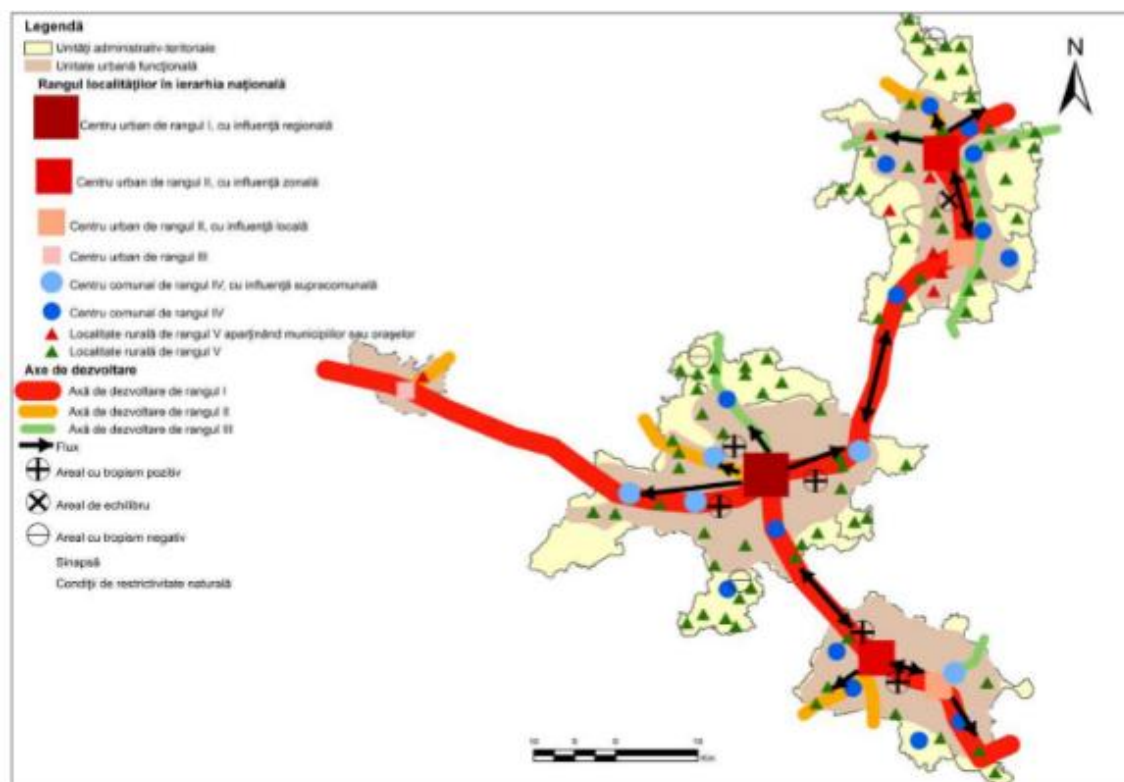 Legendă
Unități administrativ-teritoriale
Unitate urbană funcțională
Rangul localităților în ierarhia națională
Centru urban de rangul I, cu influență regională
Centru urban de rangul II, cu influență zonală
Centru urban de rangul II, cu influență locală
Centru urban de rangul III
Centru comunal de rangul IV, cu influență supracomunală
Centru comunal de rangul IV
Localitate rurală de rangul V aparținând municipiilor sau orașelor
Localitate rurală de rangul V
Axe de dezvoltare
Axă de dezvoltare de rangul I
Axă de dezvoltare de rangul II
Axă de dezvoltare de rangul III
Flux
Areal cu tropism pozitiv
Areal de echilibru
Areal cu tropism negativ
Sinapsă
Condiții de restrictivitate naturală
N